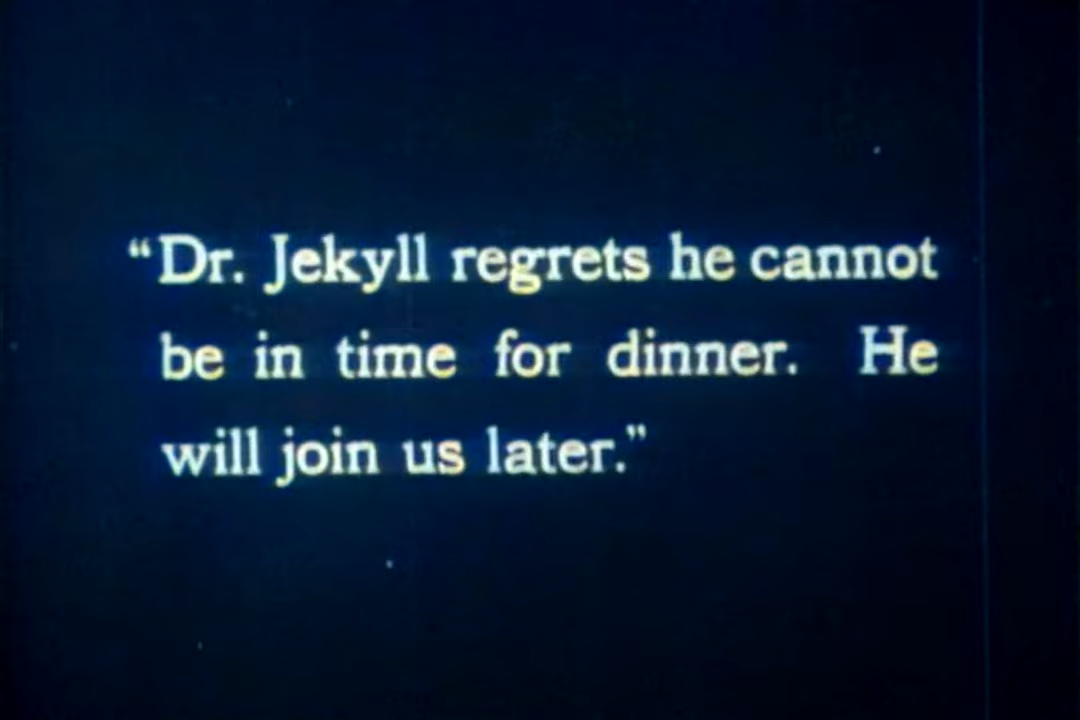 “Dr. Jekyll regrets he cannot
be in time for dinner. He
will join us later.”